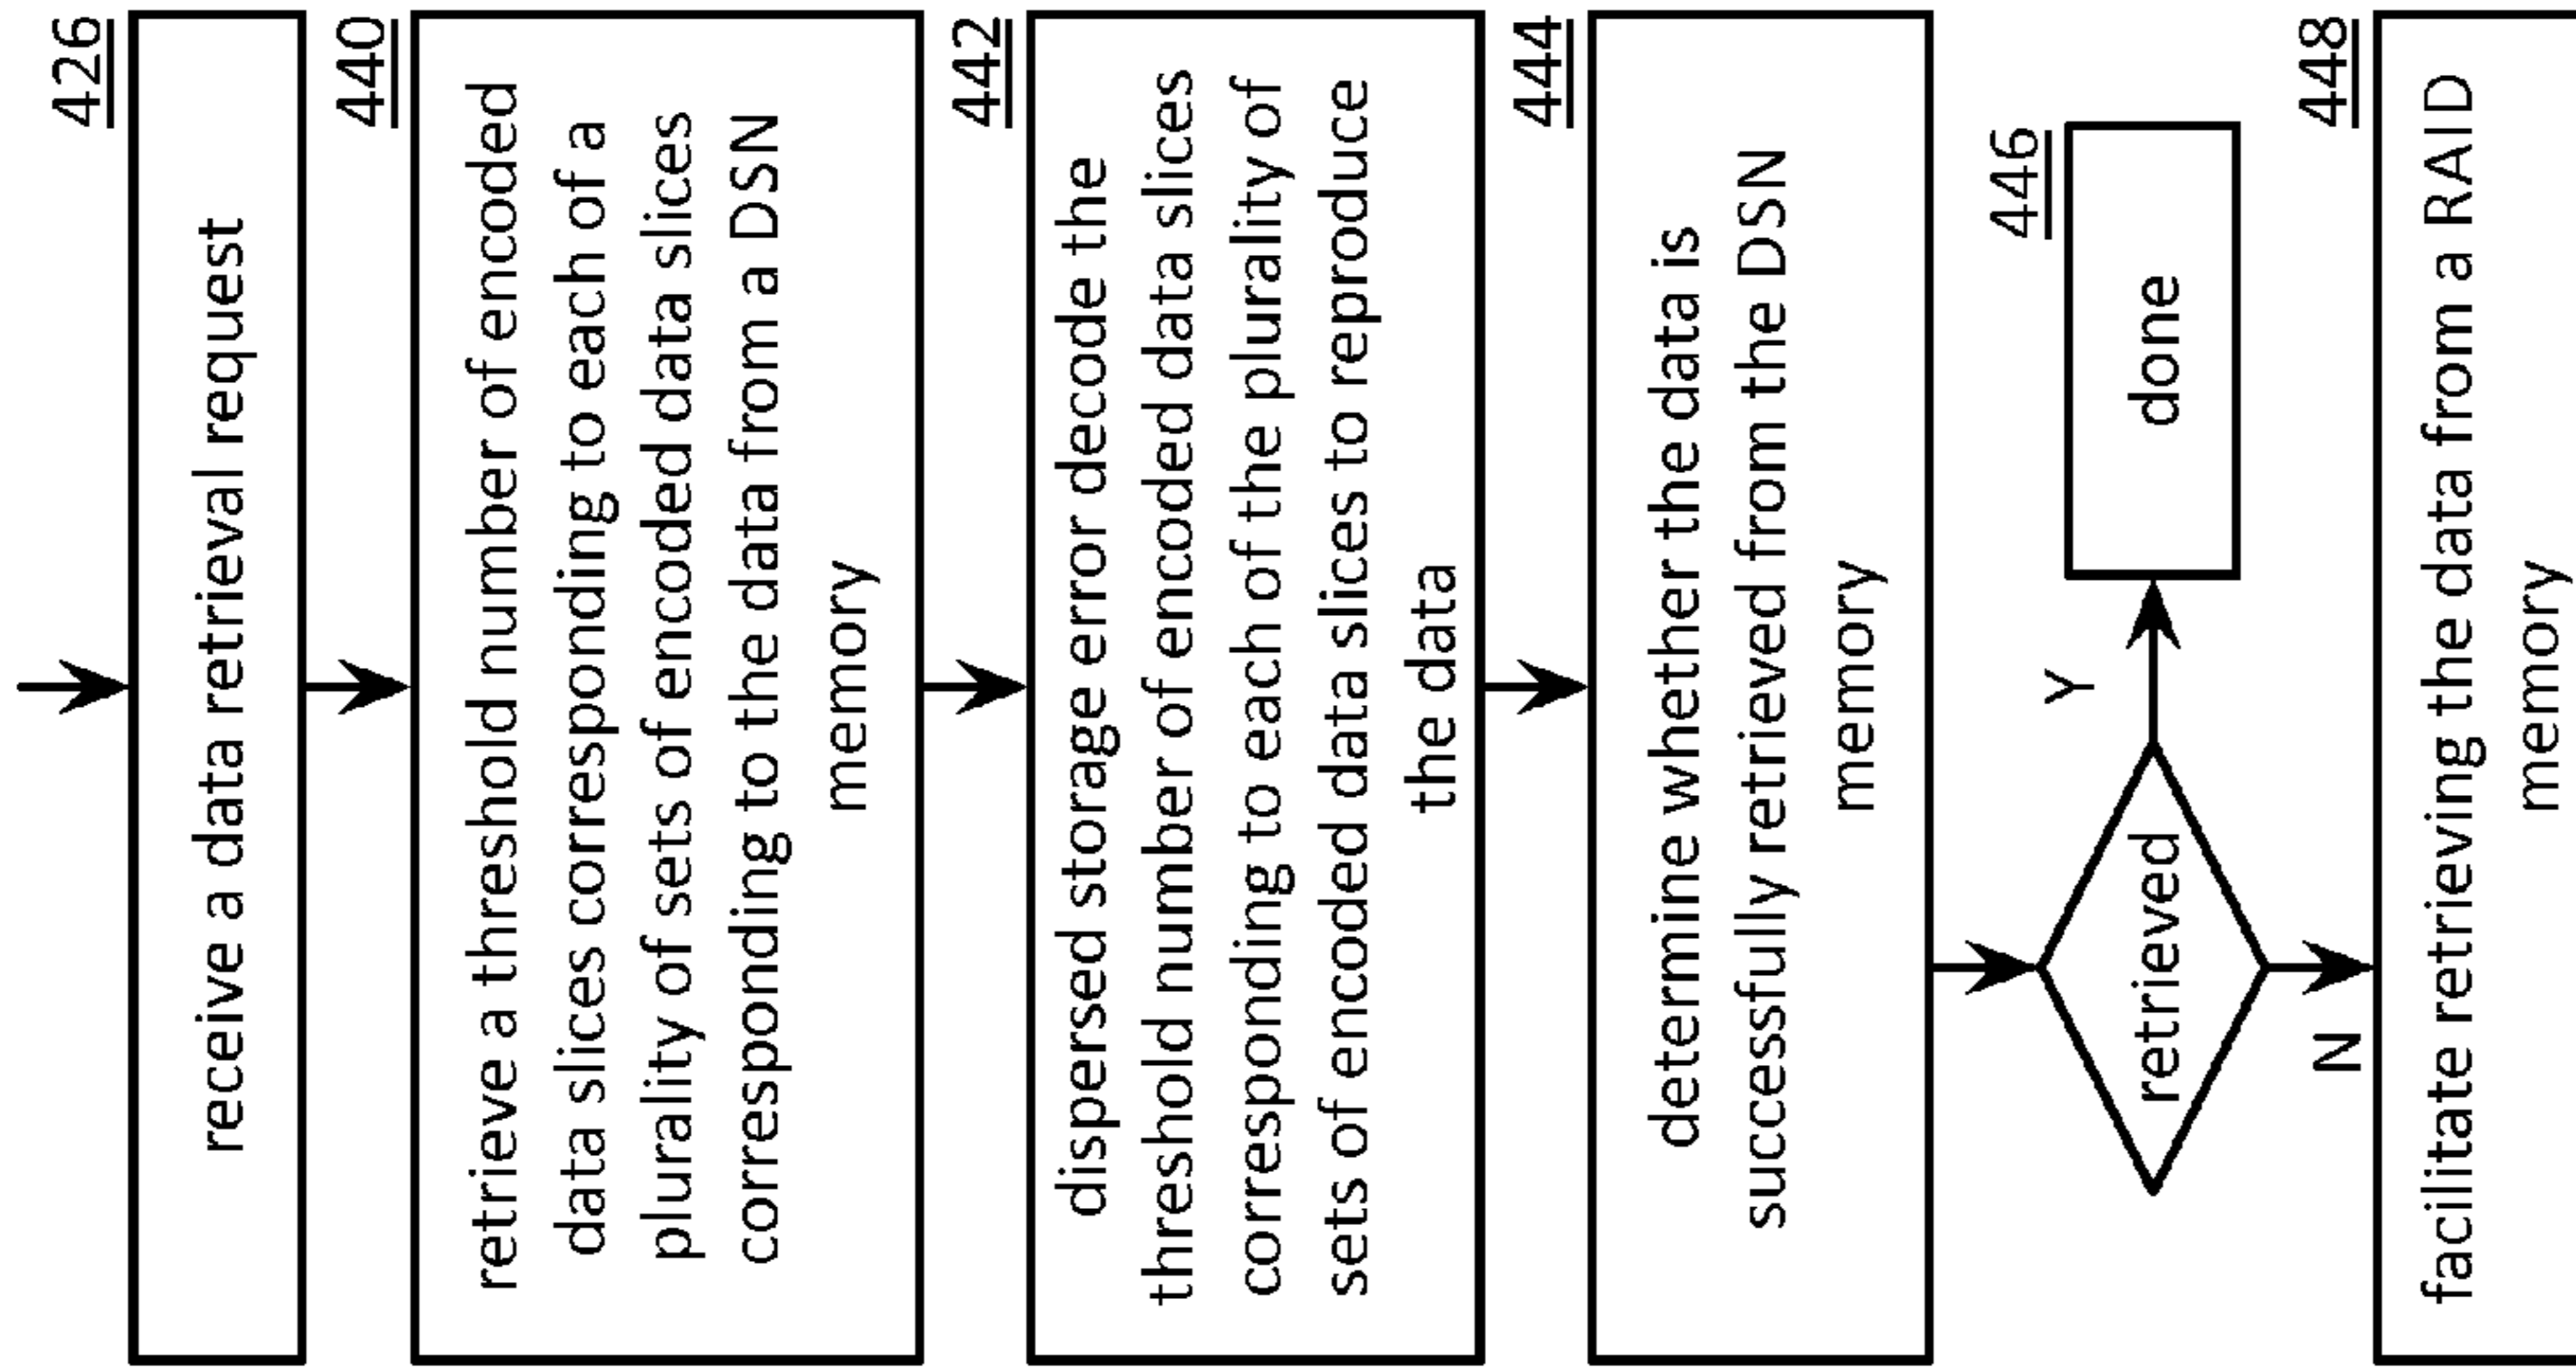 426
receive a data retrieval request
440
retrieve a threshold number of encoded
data slices corresponding to each of a
plurality of sets of encoded data slices
corresponding to the data from a DSN
memory
442
dispersed storage error decode the
threshold number of encoded data slices
corresponding to each of the plurality of
sets of encoded data slices to reproduce
the data
444
determine whether the data is
successfully retrieved from the DSN
memory
446
done
Y
retrieved
N
448
facilitate retrieving the data from a RAID
memory